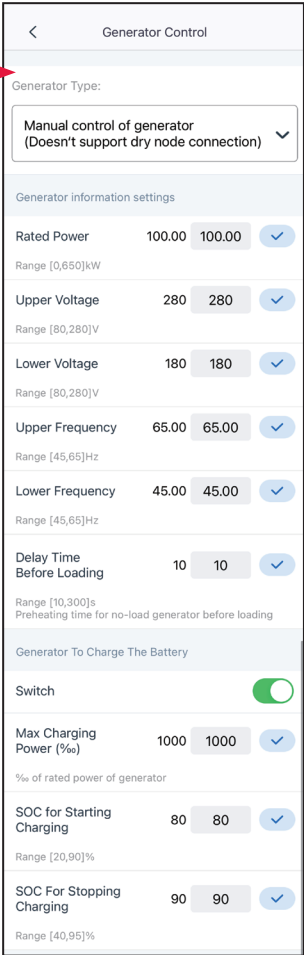 Generator Control
Generator Type:
Manual control of generator
(Doesn't support dry node connection)
Generator information settings
Rated Power 100.00 100.00
Range [0,650]kW
Upper Voltage 280 280
Range [80,280]V
Lower Voltage 180 180
Range [80,280]V
Upper Frequency 65.00 65.00
Range [45,65]Hz
Lower Frequency 45.00 45.00
Range [45,65]Hz
Delay Time
Before Loading 10 10
Range [10,300]s
Preheating time for no-load generator before loading
Generator To Charge The Battery
Switch
Max Charging
Power (‰) 1000 1000
‰ of rated power of generator
SOC for Starting
Charging 80 80
Range [20,90]%
SOC For Stopping
Charging 90 90
Range [40,95]%